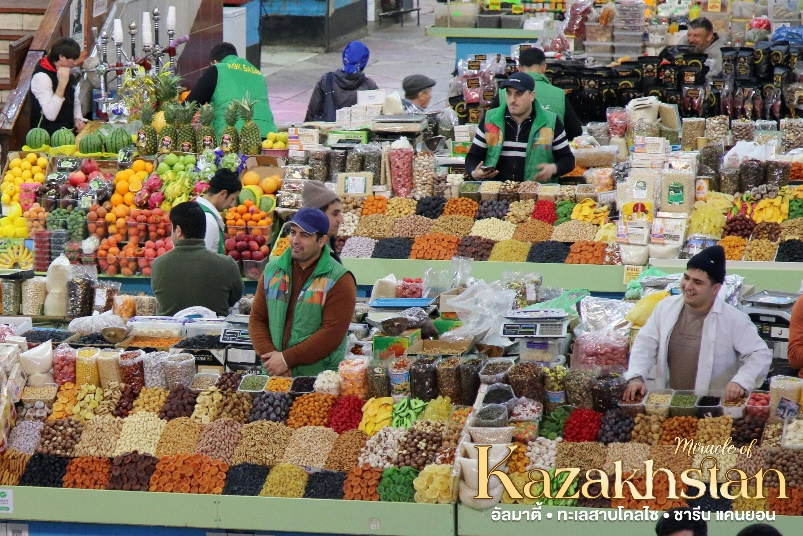 Miracle of
Kazakhstan
อัลมาตี้ • ทะเลสาบโคลไซ • ชาริน แคนยอน